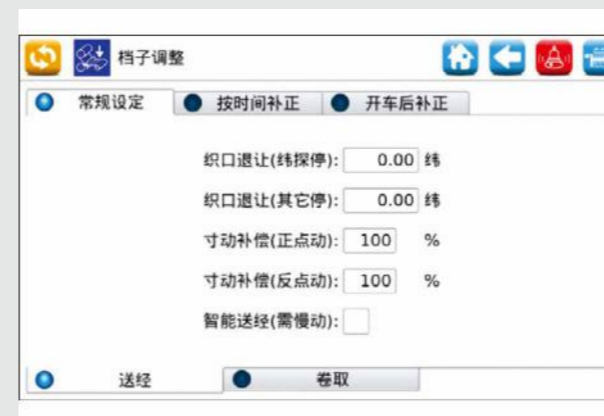 档子调整
常规设定 按时间补正 开车后补正
织口退让(纬探停): 0.00 纬
织口退让(其它停): 0.00 纬
寸动补偿(正点动): 100 %
寸动补偿(反点动): 100 %
智能送经(需慢动):
送经 卷取